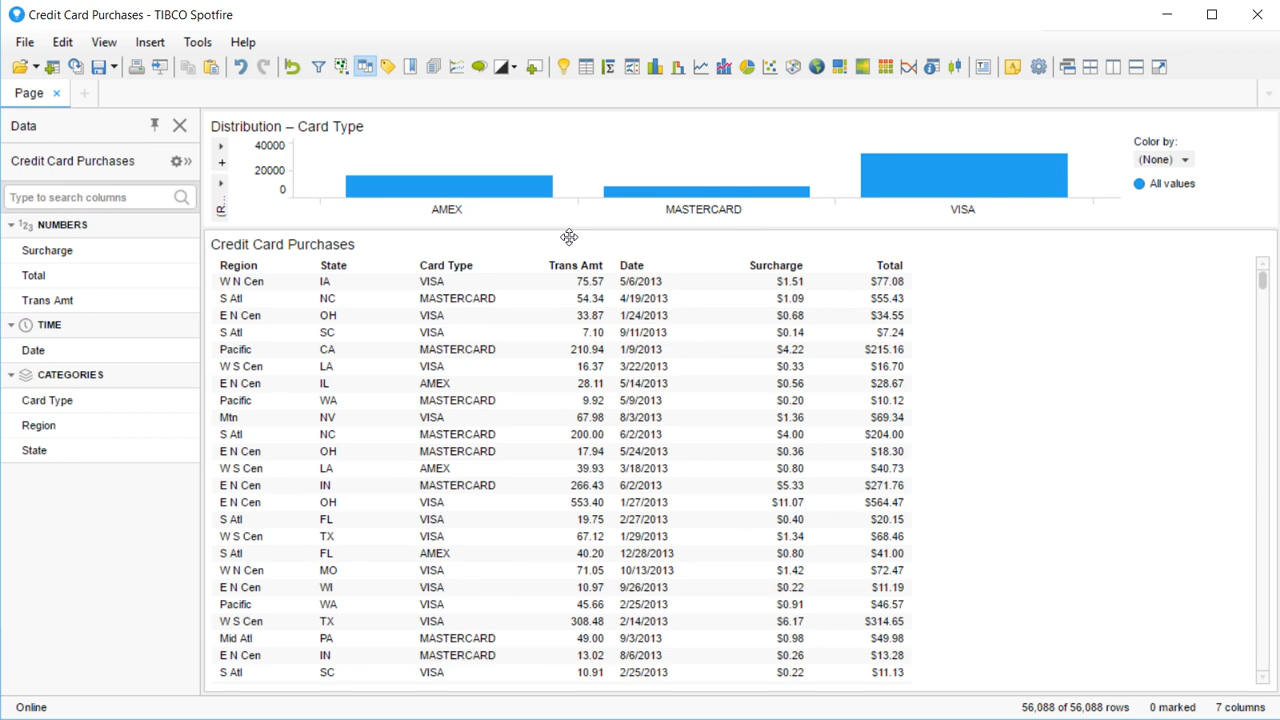 Credit Card Purchases - TIBCO Spotfire
File Edit View Insert Tools Help
Page
Data
Credit Card Purchases
Type to search columns
NUMBERS
Surcharge
Total
Trans Amt
TIME
Date
CATEGORIES
Card Type
Region
State
Distribution – Card Type
40000
20000
0
(R...
AMEX MASTERCARD VISA
Color by:
(None)
All values
Credit Card Purchases
Region State Card Type Trans Amt Date Surcharge Total
W N Cen IA VISA 75.57 5/6/2013 $1.51 $77.08
S Atl NC MASTERCARD 54.34 4/19/2013 $1.09 $55.43
E N Cen OH VISA 33.87 1/24/2013 $0.68 $34.55
S Atl SC VISA 7.10 9/11/2013 $0.14 $7.24
Pacific CA MASTERCARD 210.94 1/9/2013 $4.22 $215.16
W S Cen LA VISA 16.37 3/22/2013 $0.33 $16.70
E N Cen IL AMEX 28.11 5/14/2013 $0.56 $28.67
Pacific WA MASTERCARD 9.92 5/9/2013 $0.20 $10.12
Mtn NV VISA 67.98 8/3/2013 $1.36 $69.34
S Atl NC MASTERCARD 200.00 6/2/2013 $4.00 $204.00
E N Cen OH MASTERCARD 17.94 5/24/2013 $0.36 $18.30
W S Cen LA AMEX 39.93 3/18/2013 $0.80 $40.73
E N Cen IN MASTERCARD 266.43 6/2/2013 $5.33 $271.76
E N Cen OH VISA 553.40 1/27/2013 $11.07 $564.47
S Atl FL VISA 19.75 2/27/2013 $0.40 $20.15
W S Cen TX VISA 67.12 1/29/2013 $1.34 $68.46
S Atl FL AMEX 40.20 12/28/2013 $0.80 $41.00
W N Cen MO VISA 71.05 10/13/2013 $1.42 $72.47
E N Cen WI VISA 10.97 9/26/2013 $0.22 $11.19
Pacific WA VISA 45.66 2/25/2013 $0.91 $46.57
W S Cen TX VISA 308.48 2/14/2013 $6.17 $314.65
Mid Atl PA MASTERCARD 49.00 9/3/2013 $0.98 $49.98
E N Cen IN MASTERCARD 13.02 8/6/2013 $0.26 $13.28
S Atl SC VISA 10.91 2/25/2013 $0.22 $11.13
Online 56,088 of 56,088 rows 0 marked 7 columns